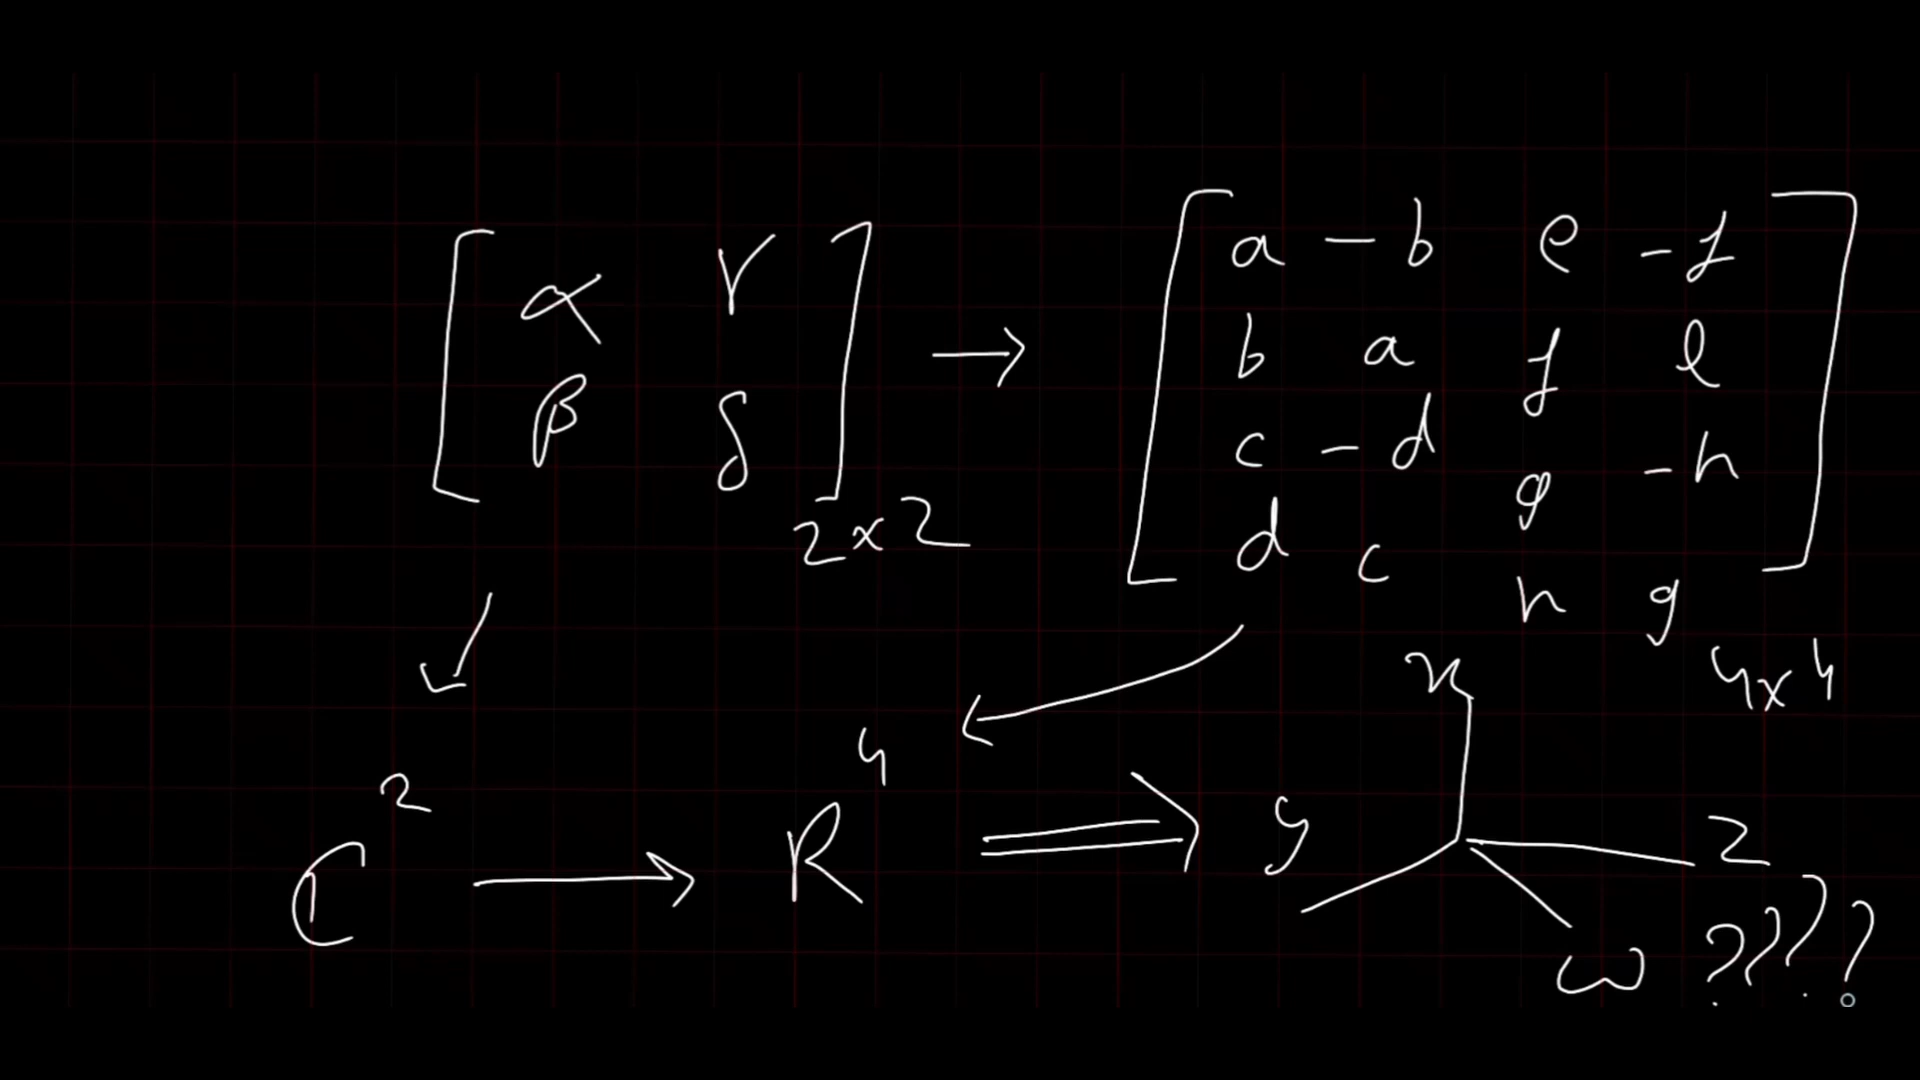 α γ
β δ
2x2
→
a -b e -f
b a f e
c -d g -h
d c h g
4x4
C² → R⁴ ⇒
x
y z
w ????